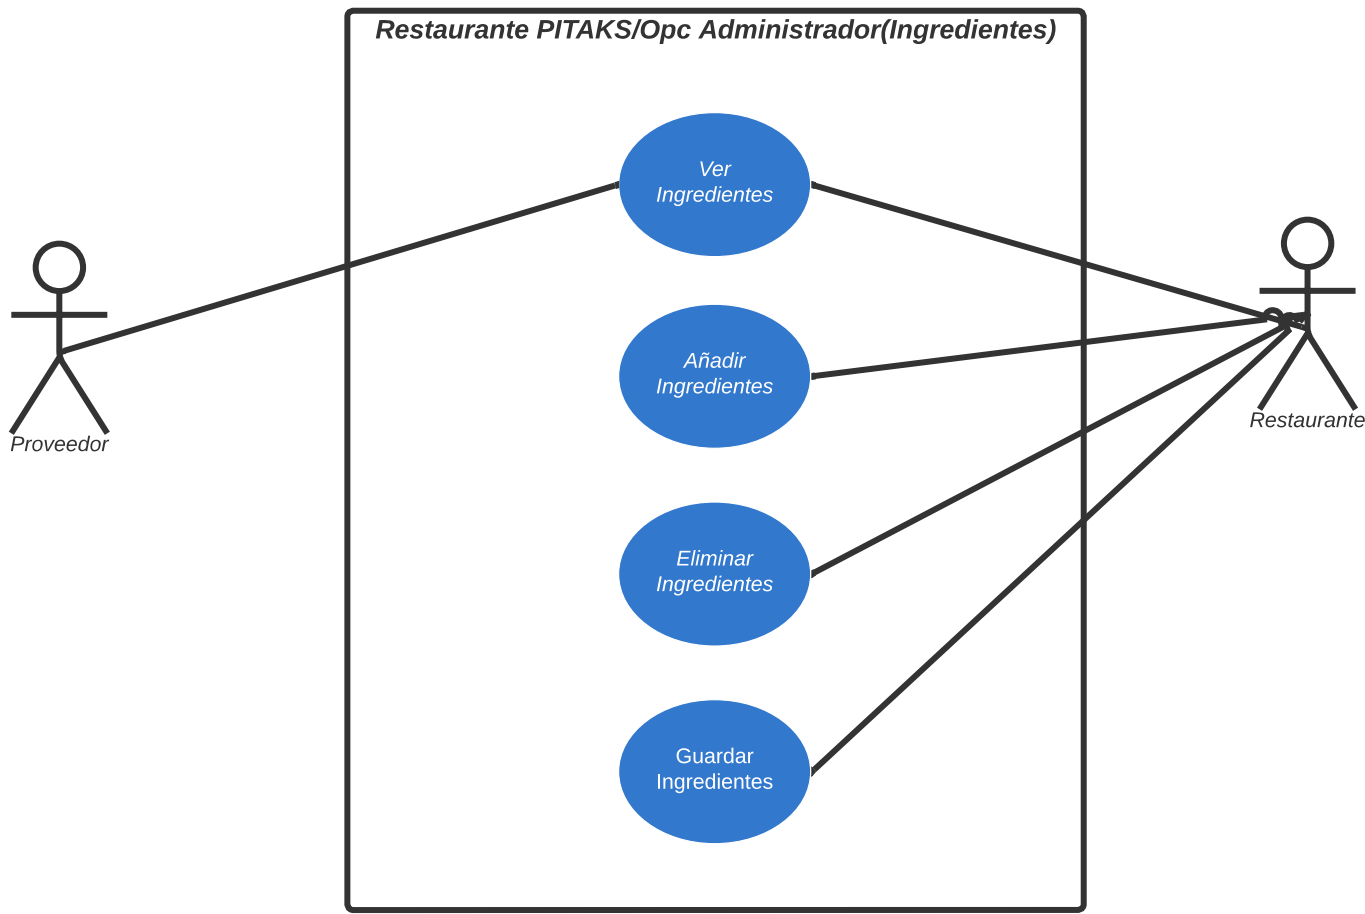 Restaurante PITAKS/Opc Administrador(Ingredientes)
Ver
Ingredientes
Añadir
Ingredientes
Eliminar
Ingredientes
Guardar
Ingredientes
Proveedor
Restaurante